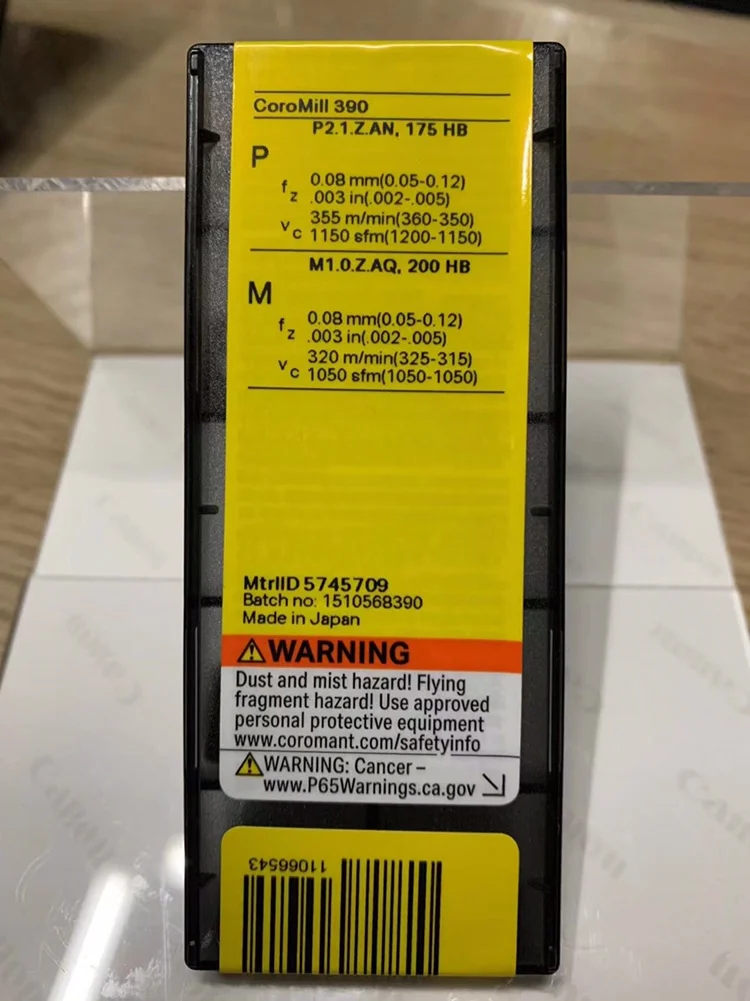 CoroMill 390
P2.1.Z.AN, 175 HB
P
fz 0.08 mm(0.05-0.12)
.003 in(.002-.005)
vc 355 m/min(360-350)
1150 sfm(1200-1150)
M1.0.Z.AQ, 200 HB
M
fz 0.08 mm(0.05-0.12)
.003 in(.002-.005)
vc 320 m/min(325-315)
1050 sfm(1050-1050)
MtrlID 5745709
Batch no: 1510568390
Made in Japan
WARNING
Dust and mist hazard! Flying
fragment hazard! Use approved
personal protective equipment
www.coromant.com/safetyinfo
WARNING: Cancer –
www.P65Warnings.ca.gov
11066543